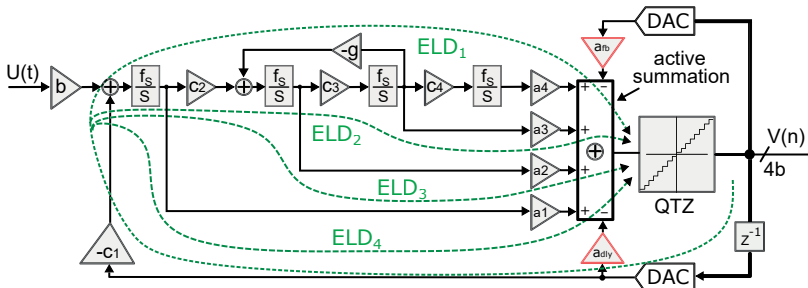 DAC
a_fb
-g
ELD1
active
summation
U(t)
b
fS
S
c2
fS
S
c3
fS
S
c4
fS
S
a4
+
−
a3
+
ELD2
QTZ
V(n)
4b
a2
+
ELD3
a1
+
−
ELD4
z-1
-c1
adly
DAC